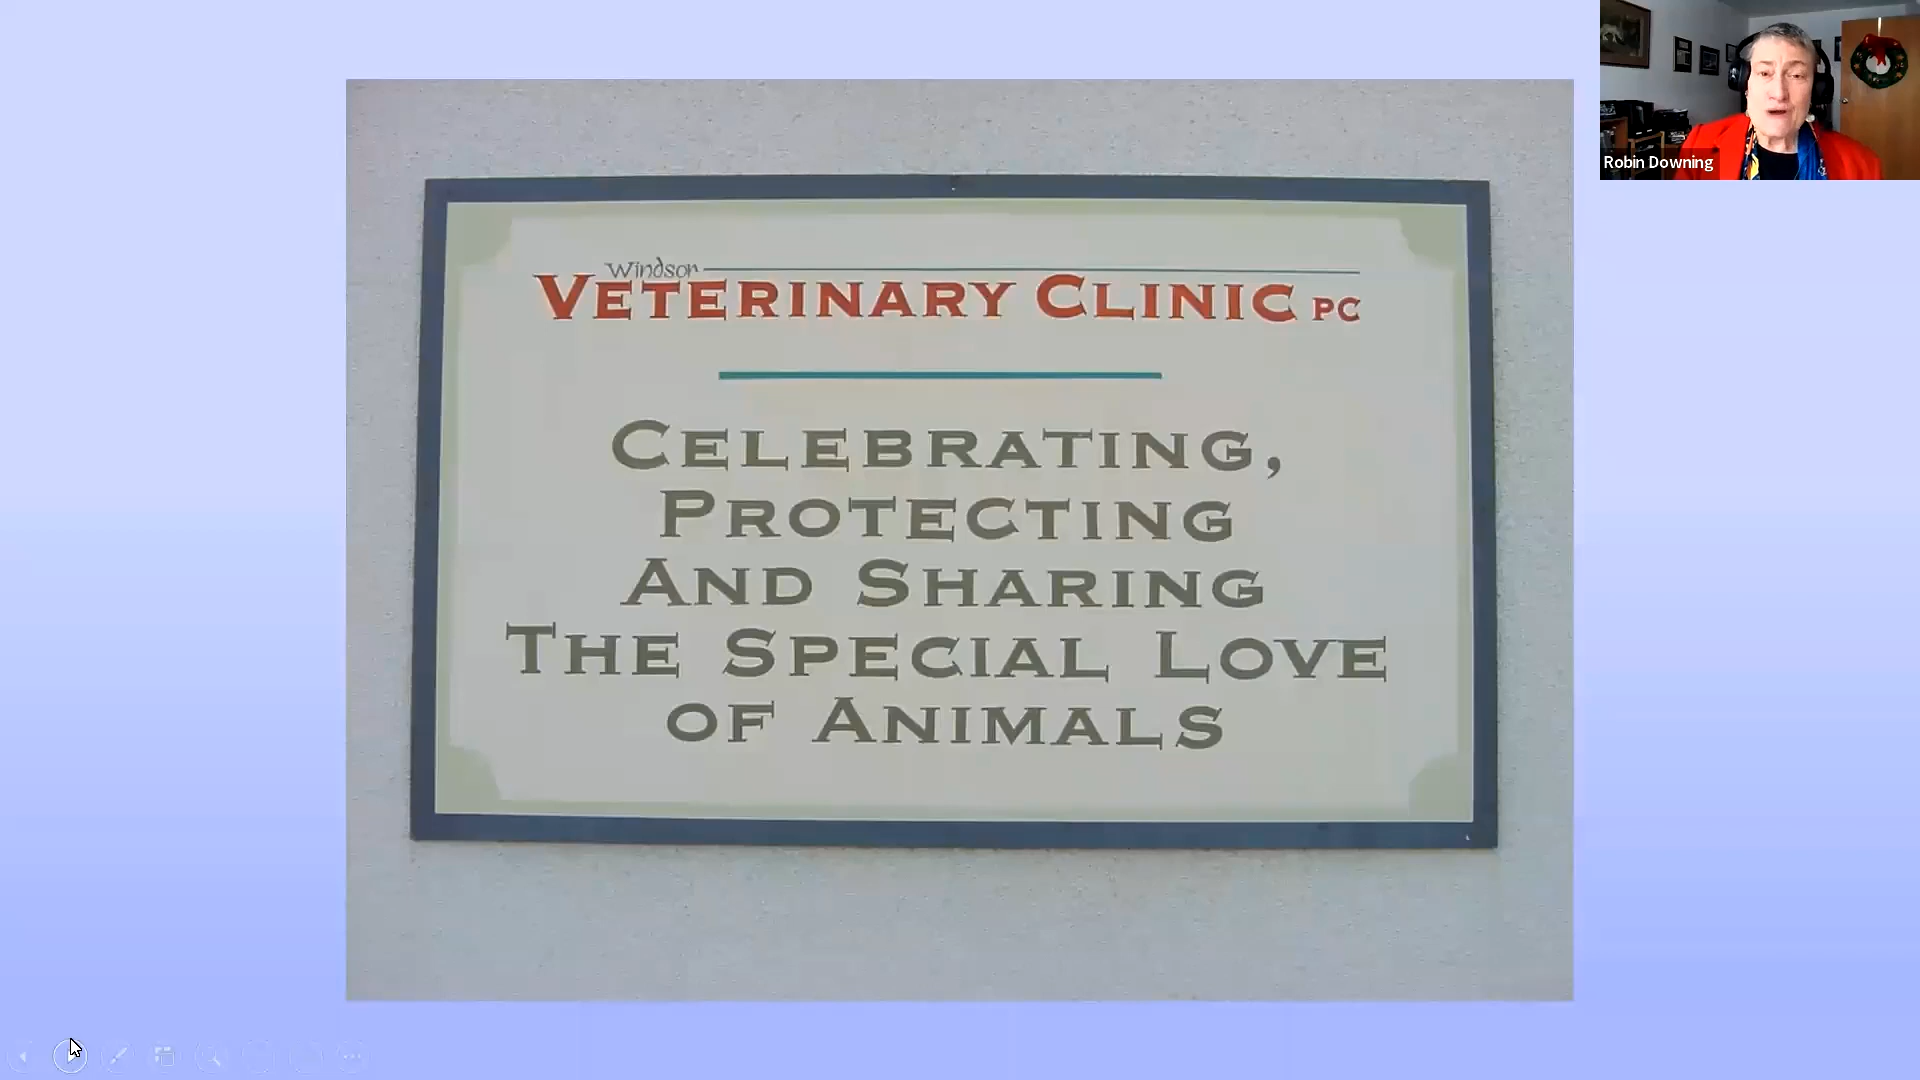 Windsor
VETERINARY CLINIC PC
CELEBRATING,
PROTECTING
AND SHARING
THE SPECIAL LOVE
OF ANIMALS
Robin Downing